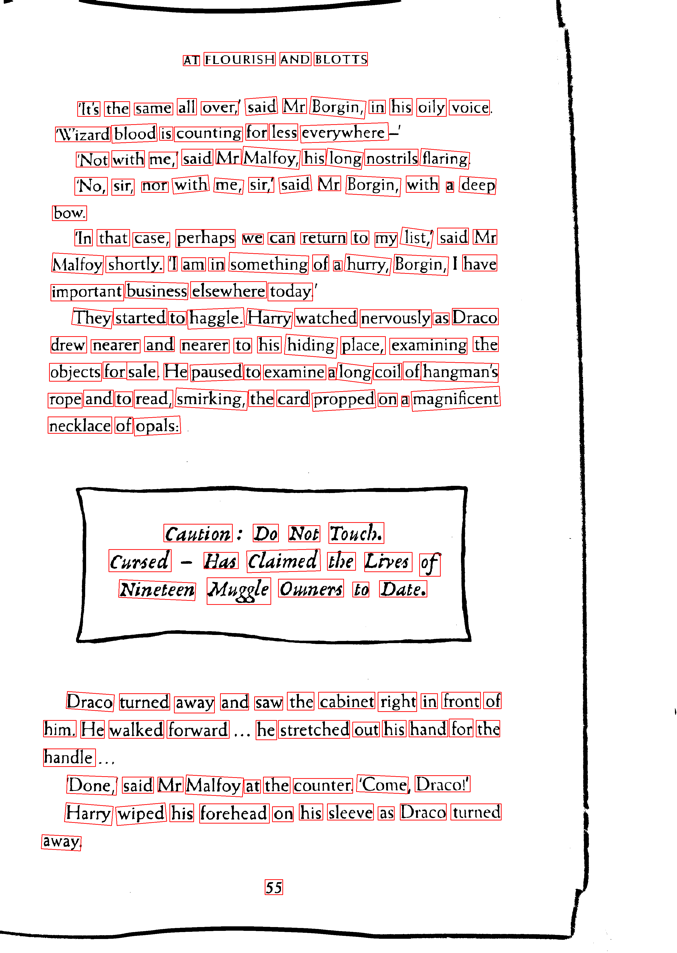 AT FLOURISH AND BLOTTS
'It's the same all over,' said Mr Borgin, in his oily voice.
'Wizard blood is counting for less everywhere –'
'Not with me,' said Mr Malfoy, his long nostrils flaring.
'No, sir, nor with me, sir,' said Mr Borgin, with a deep
bow.
'In that case, perhaps we can return to my list,' said Mr
Malfoy shortly. 'I am in something of a hurry, Borgin, I have
important business elsewhere today.'
They started to haggle. Harry watched nervously as Draco
drew nearer and nearer to his hiding place, examining the
objects for sale. He paused to examine a long coil of hangman's
rope and to read, smirking, the card propped on a magnificent
necklace of opals:
Caution: Do Not Touch.
Cursed – Has Claimed the Lives of
Nineteen Muggle Owners to Date.
Draco turned away and saw the cabinet right in front of
him. He walked forward ... he stretched out his hand for the
handle ...
'Done,' said Mr Malfoy at the counter. 'Come, Draco!'
Harry wiped his forehead on his sleeve as Draco turned
away.
55